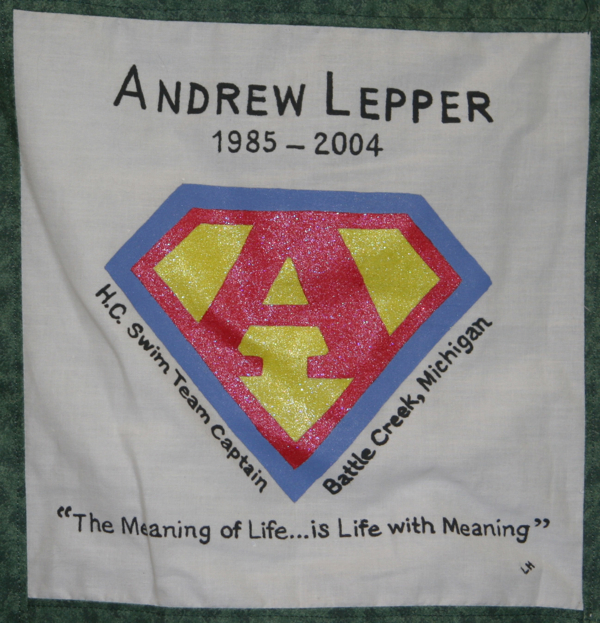 ANDREW LEPPER
1985 – 2004
A
H.C. Swim Team Captain
Battle Creek, Michigan
“The Meaning of Life...is Life with Meaning”
LH